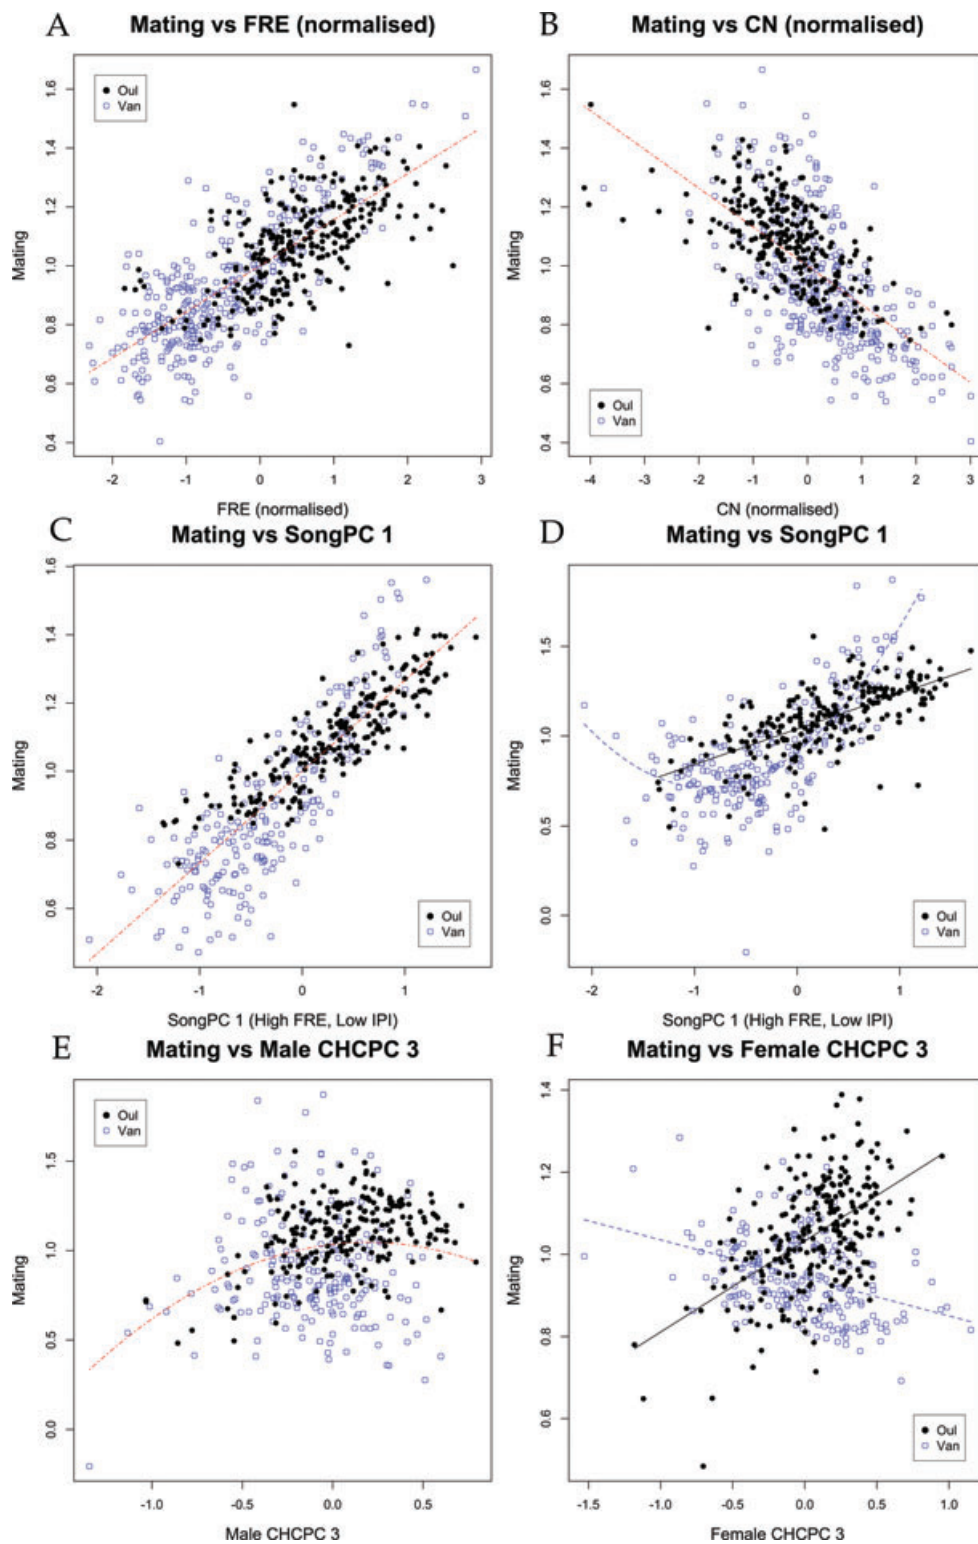 A Mating vs FRE (normalised)
Oul
Van
Mating
0.4 0.6 0.8 1.0 1.2 1.4 1.6
-2 -1 0 1 2 3
FRE (normalised)
B Mating vs CN (normalised)
Oul
Van
Mating
0.4 0.6 0.8 1.0 1.2 1.4 1.6
-4 -3 -2 -1 0 1 2 3
CN (normalised)
C Mating vs SongPC 1
Oul
Van
Mating
0.6 0.8 1.0 1.2 1.4 1.6
-2 -1 0 1
SongPC 1 (High FRE, Low IPI)
D Mating vs SongPC 1
Oul
Van
Mating
0.0 0.5 1.0 1.5
-2 -1 0 1
SongPC 1 (High FRE, Low IPI)
E Mating vs Male CHCPC 3
Oul
Van
Mating
0.0 0.5 1.0 1.5
-1.0 -0.5 0.0 0.5
Male CHCPC 3
F Mating vs Female CHCPC 3
Oul
Van
Mating
0.6 0.8 1.0 1.2 1.4
-1.5 -1.0 -0.5 0.0 0.5 1.0
Female CHCPC 3